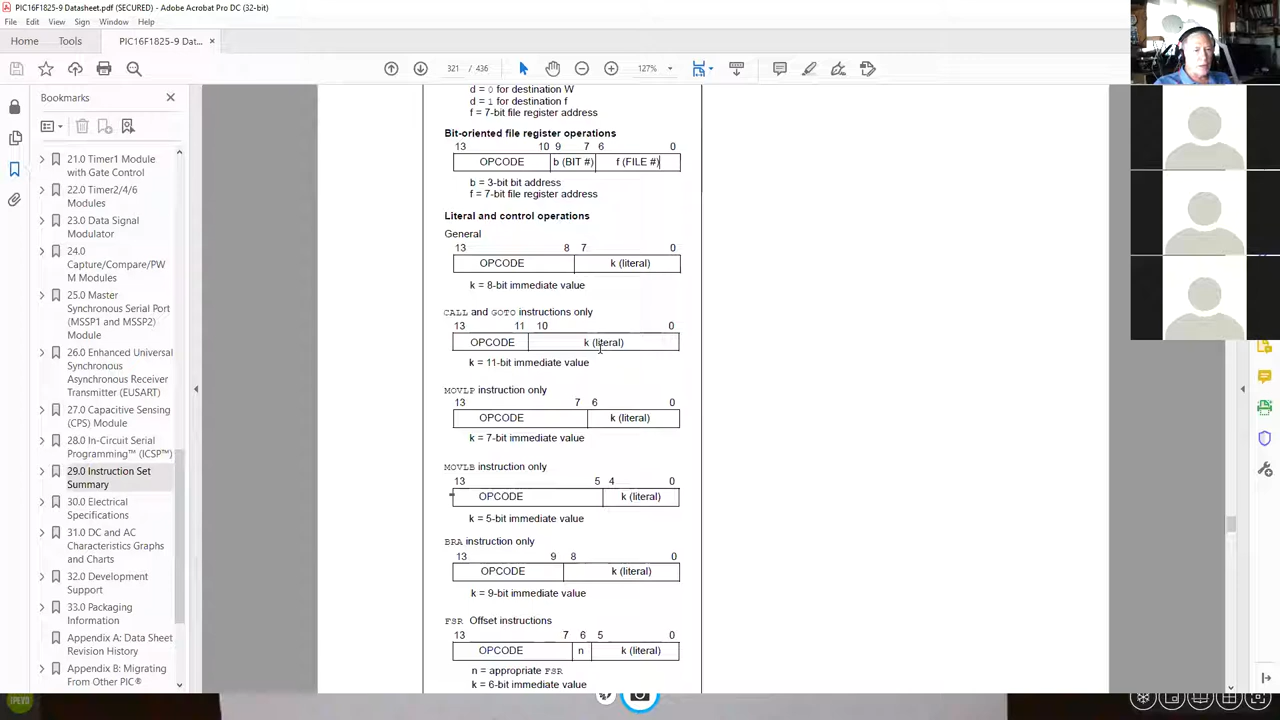 PIC16F1825-9 Datasheet.pdf (SECURED) - Adobe Acrobat Pro DC (32-bit)
File Edit View Sign Window Help
Home Tools PIC16F1825-9 Dat... ×
321 / 436 127%
Bookmarks
21.0 Timer1 Module
with Gate Control
22.0 Timer2/4/6
Modules
23.0 Data Signal
Modulator
24.0
Capture/Compare/PW
M Modules
25.0 Master
Synchronous Serial Port
(MSSP1 and MSSP2)
Module
26.0 Enhanced Universal
Synchronous
Asynchronous Receiver
Transmitter (EUSART)
27.0 Capacitive Sensing
(CPS) Module
28.0 In-Circuit Serial
Programming™ (ICSP™)
29.0 Instruction Set
Summary
30.0 Electrical
Specifications
31.0 DC and AC
Characteristics Graphs
and Charts
32.0 Development
Support
33.0 Packaging
Information
Appendix A: Data Sheet
Revision History
Appendix B: Migrating
From Other PIC®
d = 0 for destination W
d = 1 for destination f
f = 7-bit file register address
Bit-oriented file register operations
13 10 9 7 6 0
OPCODE b (BIT #) f (FILE #)
b = 3-bit bit address
f = 7-bit file register address
Literal and control operations
General
13 8 7 0
OPCODE k (literal)
k = 8-bit immediate value
CALL and GOTO instructions only
13 11 10 0
OPCODE k (literal)
k = 11-bit immediate value
MOVLP instruction only
13 7 6 0
OPCODE k (literal)
k = 7-bit immediate value
MOVLB instruction only
13 5 4 0
OPCODE k (literal)
k = 5-bit immediate value
BRA instruction only
13 9 8 0
OPCODE k (literal)
k = 9-bit immediate value
FSR Offset instructions
13 7 6 5 0
OPCODE n k (literal)
n = appropriate FSR
k = 6-bit immediate value
IPEVO